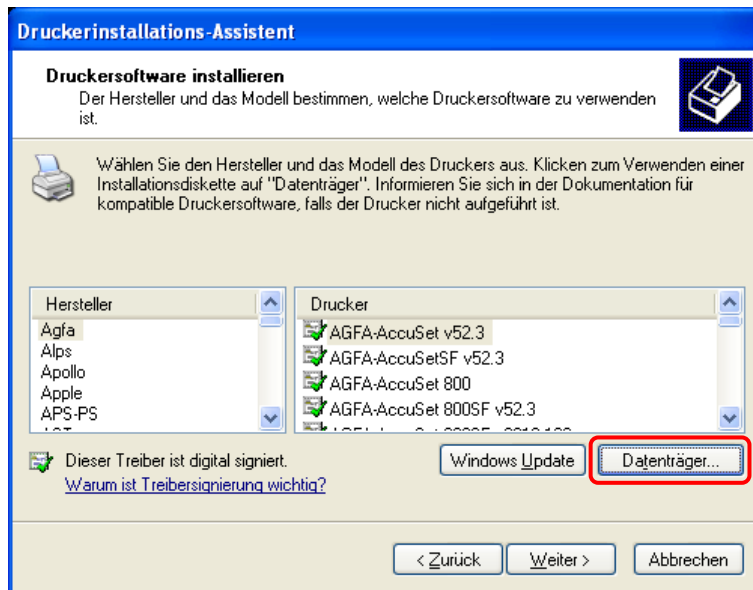 Druckerinstallations-Assistent
Druckersoftware installieren
Der Hersteller und das Modell bestimmen, welche Druckersoftware zu verwenden
ist.
Wählen Sie den Hersteller und das Modell des Druckers aus. Klicken zum Verwenden einer
Installationsdiskette auf "Datenträger". Informieren Sie sich in der Dokumentation für
kompatible Druckersoftware, falls der Drucker nicht aufgeführt ist.
Hersteller
Agfa
Alps
Apollo
Apple
APS-PS
Drucker
AGFA-AccuSet v52.3
AGFA-AccuSetSF v52.3
AGFA-AccuSet 800
AGFA-AccuSet 800SF v52.3
Dieser Treiber ist digital signiert.
Warum ist Treibersignierung wichtig?
Windows Update
Datenträger...
< Zurück
Weiter >
Abbrechen